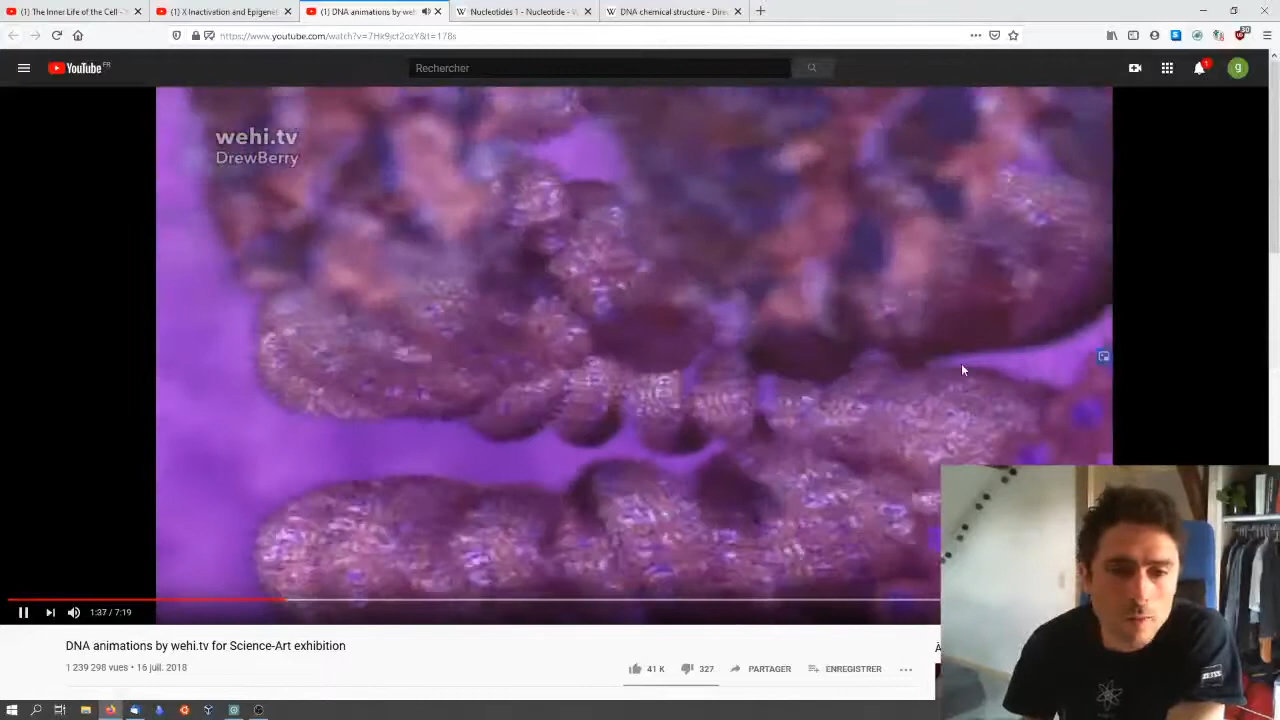 (1) The Inner Life of the Cell -
(1) X Inactivation and Epigene
(1) DNA animations by weh
Nucleotides 1 - Nucleotide - W
DNA chemical structure - Dire
https://www.youtube.com/watch?v=7Hk9jct2ozY&t=178s
YouTube FR
Rechercher
1
g
wehi.tv
DrewBerry
1:37 / 7:19
DNA animations by wehi.tv for Science-Art exhibition
1 239 298 vues • 16 juil. 2018
41 K
327
PARTAGER
ENREGISTRER